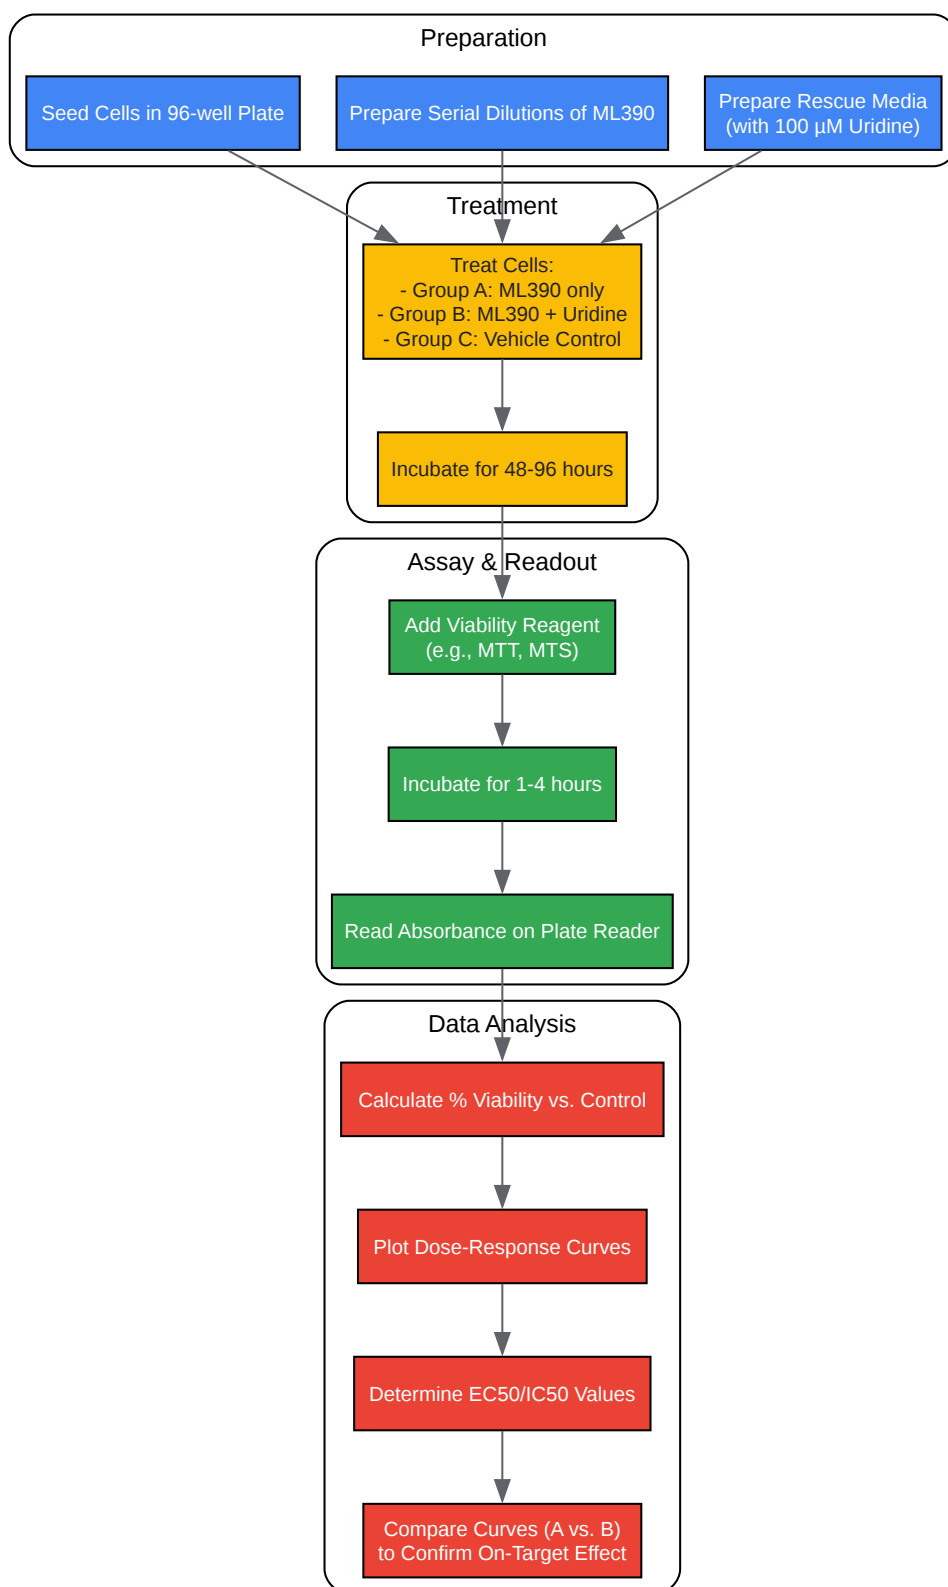 Preparation
Seed Cells in 96-well Plate
Prepare Serial Dilutions of ML390
Prepare Rescue Media
(with 100 µM Uridine)
Treatment
Treat Cells:
- Group A: ML390 only
- Group B: ML390 + Uridine
- Group C: Vehicle Control
Incubate for 48-96 hours
Assay & Readout
Add Viability Reagent
(e.g., MTT, MTS)
Incubate for 1-4 hours
Read Absorbance on Plate Reader
Data Analysis
Calculate % Viability vs. Control
Plot Dose-Response Curves
Determine EC50/IC50 Values
Compare Curves (A vs. B)
to Confirm On-Target Effect